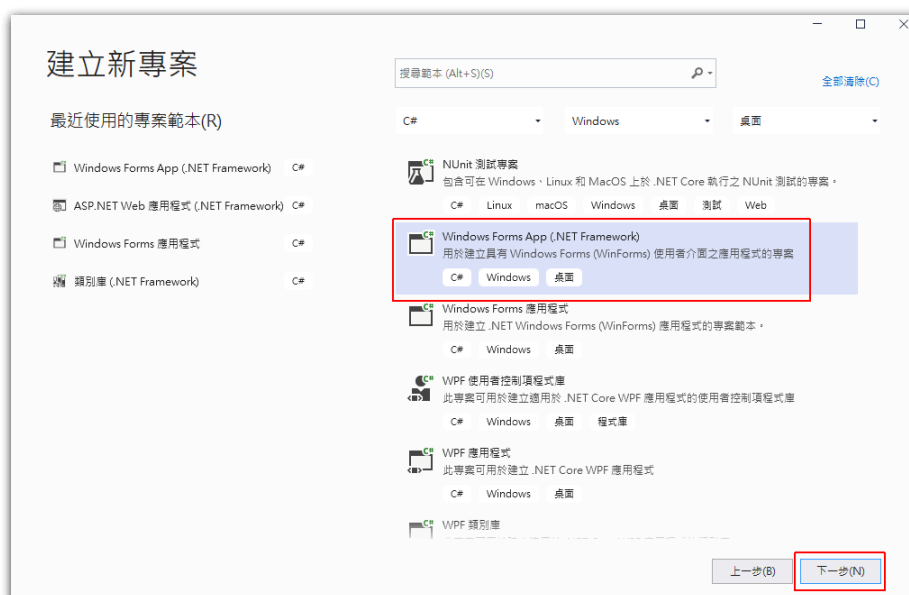 建立新專案
搜尋範本 (Alt+S)(S)
全部清除(C)
最近使用的專案範本(R)
C#
Windows
桌面
Windows Forms App (.NET Framework) C#
ASP.NET Web 應用程式 (.NET Framework) C#
Windows Forms 應用程式 C#
類別庫 (.NET Framework) C#
NUnit 測試專案
包含可在 Windows、Linux 和 MacOS 上於 .NET Core 執行之 NUnit 測試的專案。
C# Linux macOS Windows 桌面 測試 Web
Windows Forms App (.NET Framework)
用於建立具有 Windows Forms (WinForms) 使用者介面之應用程式的專案
C# Windows 桌面
Windows Forms 應用程式
用於建立 .NET Windows Forms (WinForms) 應用程式的專案範本。
C# Windows 桌面
WPF 使用者控制項程式庫
此專案可用於建立適用於 .NET Core WPF 應用程式的使用者控制項程式庫
C# Windows 桌面 程式庫
WPF 應用程式
此專案可用於建立 .NET Core WPF 應用程式
C# Windows 桌面
WPF 類別庫
上一步(B)
下一步(N)